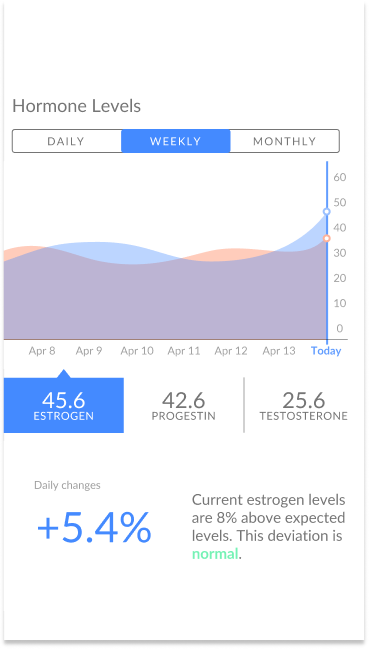 Hormone Levels
DAILY WEEKLY MONTHLY
60
50
40
30
20
10
0
Apr 8 Apr 9 Apr 10 Apr 11 Apr 12 Apr 13 Today
45.6 42.6 25.6
ESTROGEN PROGESTIN TESTOSTERONE
Daily changes
+5.4%
Current estrogen levels
are 8% above expected
levels. This deviation is
normal.